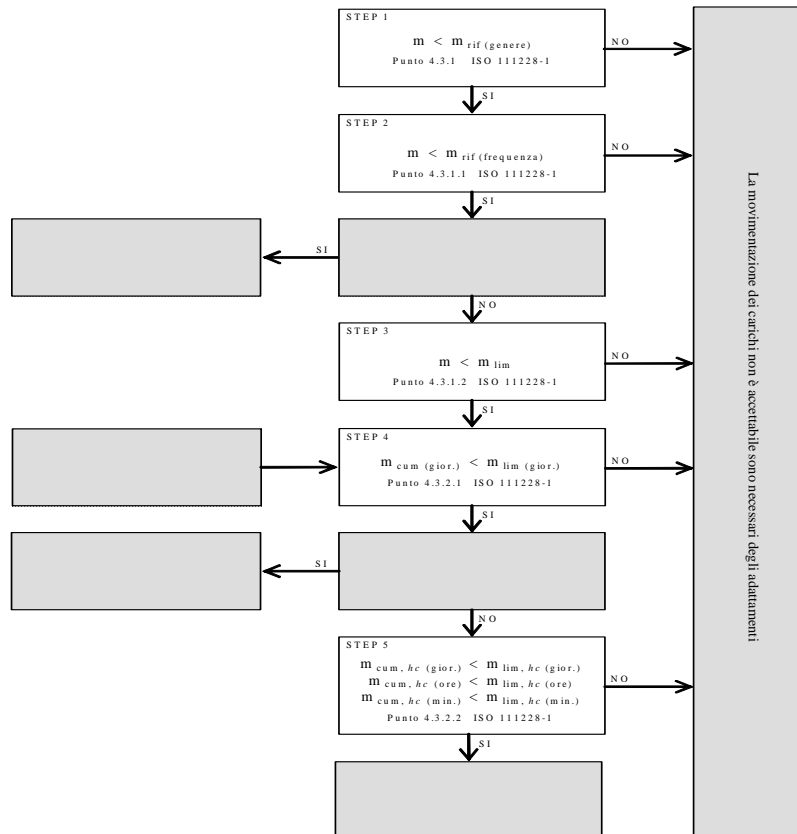 STEP 1
m < m rif (genere)
Punto 4.3.1 ISO 111228-1
NO
SI
STEP 2
m < m rif (frequenza)
Punto 4.3.1.1 ISO 111228-1
NO
SI
SI
NO
STEP 3
m < m lim
Punto 4.3.1.2 ISO 111228-1
NO
SI
STEP 4
m cum (gior.) < m lim (gior.)
Punto 4.3.2.1 ISO 111228-1
NO
SI
SI
NO
STEP 5
m cum, hc (gior.) < m lim, hc (gior.)
m cum, hc (ore) < m lim, hc (ore)
m cum, hc (min.) < m lim, hc (min.)
Punto 4.3.2.2 ISO 111228-1
NO
SI
La movimentazione dei carichi non è accettabile sono necessari degli adattamenti